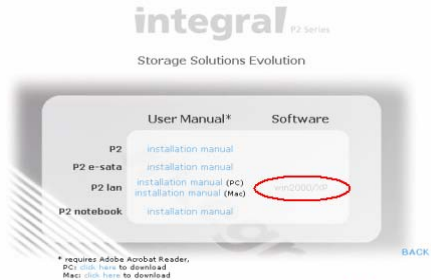 integral P2 Series
Storage Solutions Evolution
User Manual* Software
P2 installation manual
P2 e-sata installation manual
P2 lan installation manual (PC) win2000/XP
installation manual (Mac)
P2 notebook installation manual
BACK
* requires Adobe Acrobat Reader,
PC: click here to download
Mac: click here to download